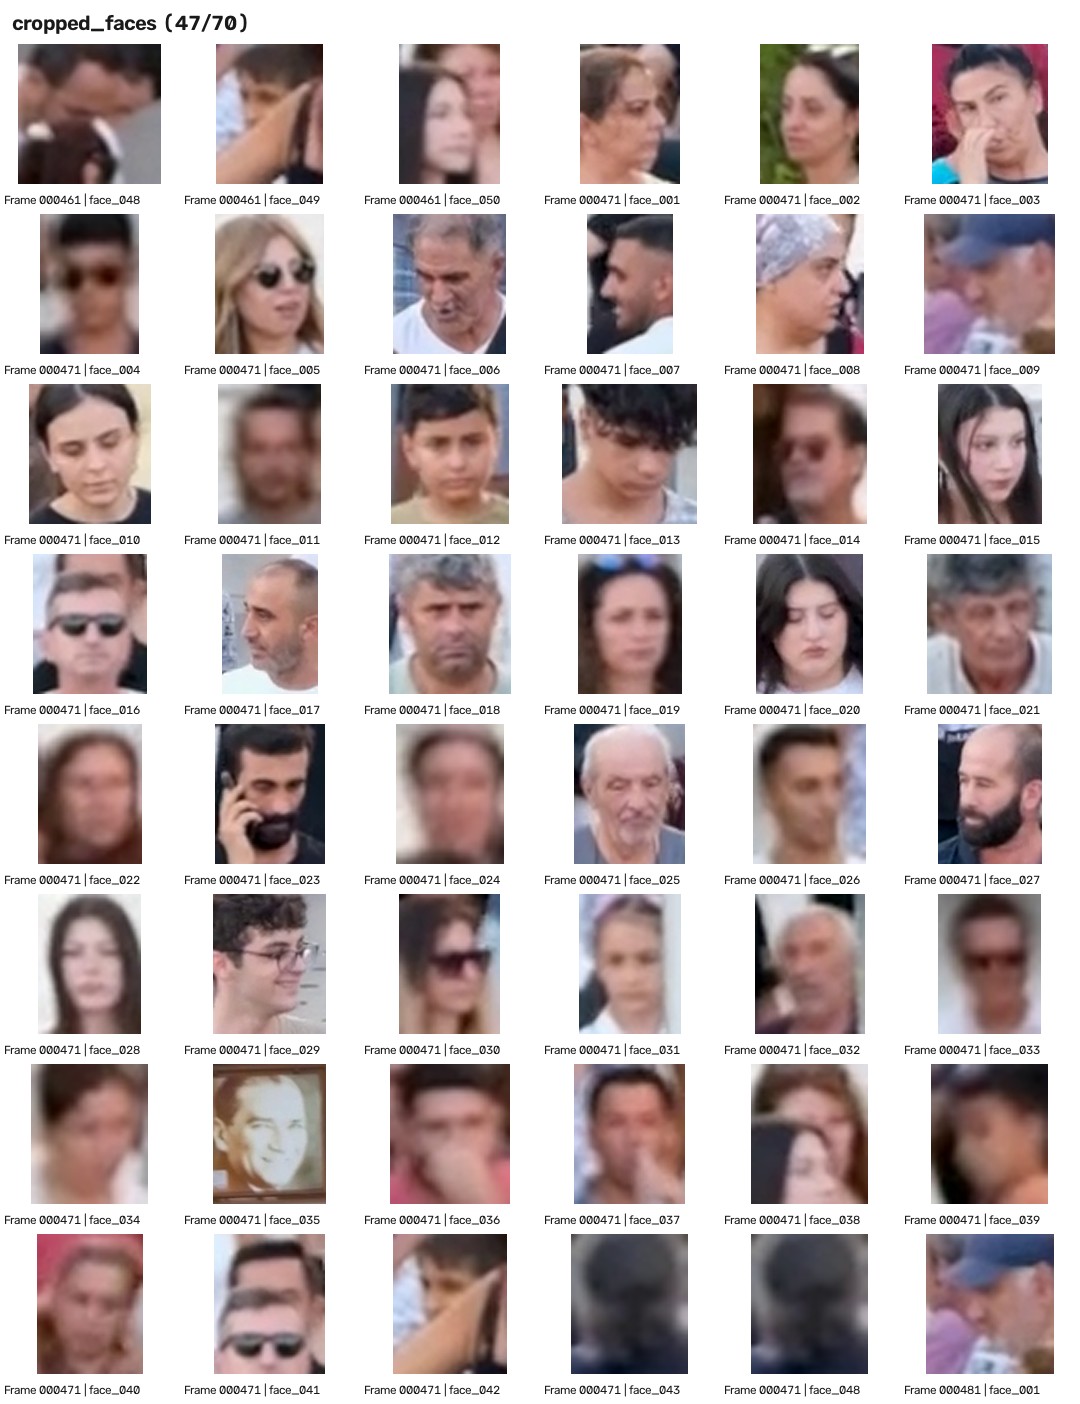 cropped_faces (47/70)
Frame 000461 | face_048
Frame 000461 | face_049
Frame 000461 | face_050
Frame 000471 | face_001
Frame 000471 | face_002
Frame 000471 | face_003
Frame 000471 | face_004
Frame 000471 | face_005
Frame 000471 | face_006
Frame 000471 | face_007
Frame 000471 | face_008
Frame 000471 | face_009
Frame 000471 | face_010
Frame 000471 | face_011
Frame 000471 | face_012
Frame 000471 | face_013
Frame 000471 | face_014
Frame 000471 | face_015
Frame 000471 | face_016
Frame 000471 | face_017
Frame 000471 | face_018
Frame 000471 | face_019
Frame 000471 | face_020
Frame 000471 | face_021
Frame 000471 | face_022
Frame 000471 | face_023
Frame 000471 | face_024
Frame 000471 | face_025
Frame 000471 | face_026
Frame 000471 | face_027
Frame 000471 | face_028
Frame 000471 | face_029
Frame 000471 | face_030
Frame 000471 | face_031
Frame 000471 | face_032
Frame 000471 | face_033
Frame 000471 | face_034
Frame 000471 | face_035
Frame 000471 | face_036
Frame 000471 | face_037
Frame 000471 | face_038
Frame 000471 | face_039
Frame 000471 | face_040
Frame 000471 | face_041
Frame 000471 | face_042
Frame 000471 | face_043
Frame 000471 | face_048
Frame 000481 | face_001